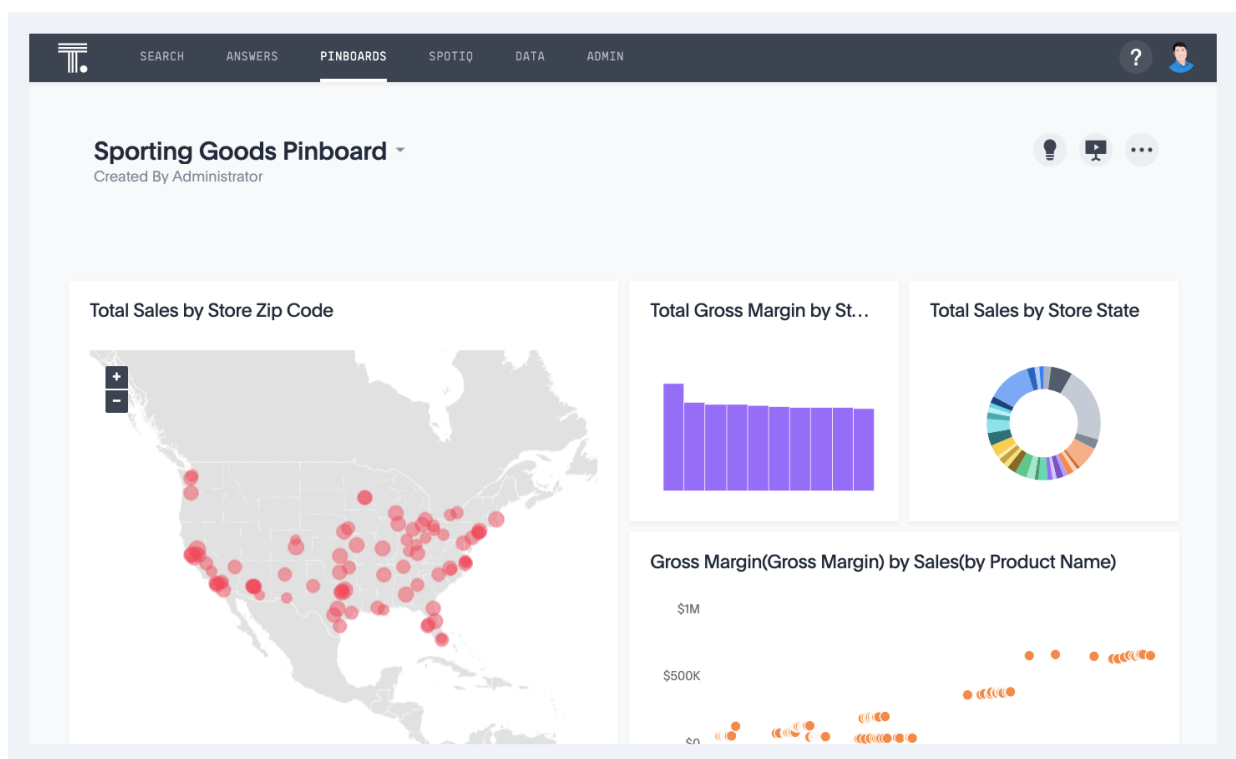 SEARCH ANSWERS PINBOARDS SPOTIQ DATA ADMIN ?
Sporting Goods Pinboard
Created By Administrator
Total Sales by Store Zip Code
+
−
Total Gross Margin by St...
Total Sales by Store State
Gross Margin(Gross Margin) by Sales(by Product Name)
$1M
$500K
$0